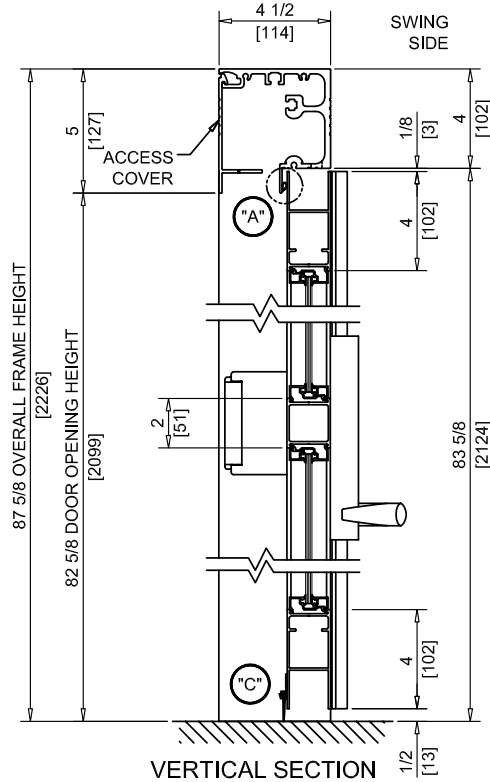 4 1/2
[114]
SWING
SIDE
5
[127]
ACCESS
COVER
1/8
[3]
4
[102]
"A"
4
[102]
87 5/8 OVERALL FRAME HEIGHT
[2226]
82 5/8 DOOR OPENING HEIGHT
[2099]
2
[51]
83 5/8
[2124]
"C"
4
[102]
1/2
[13]
VERTICAL SECTION